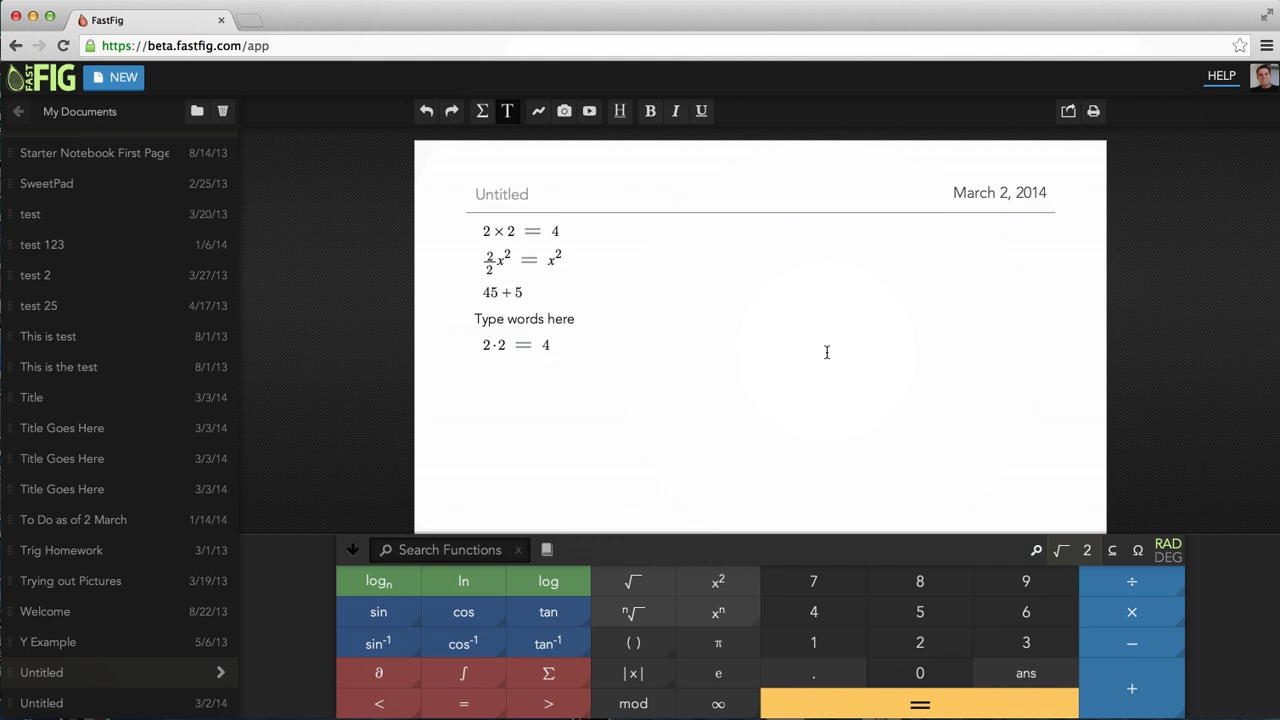 FastFig
https://beta.fastfig.com/app
FAST FIG
NEW
HELP
My Documents
Σ T H B I U
Starter Notebook First Page 8/14/13
SweetPad 2/25/13
test 3/20/13
test 123 1/6/14
test 2 3/27/13
test 25 4/17/13
This is test 8/1/13
This is the test 8/1/13
Title 3/3/14
Title Goes Here 3/3/14
Title Goes Here 3/3/14
Title Goes Here 3/3/14
To Do as of 2 March 1/14/14
Trig Homework 3/1/13
Trying out Pictures 3/19/13
Welcome 8/22/13
Y Example 5/6/13
Untitled
Untitled 3/2/14
Untitled March 2, 2014
2 × 2 = 4
2/2 x² = x²
45 + 5
Type words here
2 · 2 = 4
Search Functions x
√‾ 2 ⊆ Ω RAD
DEG
logn ln log √‾ x² 7 8 9 ÷
sin cos tan ⁿ√‾ xⁿ 4 5 6 ×
sin⁻¹ cos⁻¹ tan⁻¹ ( ) π 1 2 3 −
∂ ∫ Σ |x| e . 0 ans +
< = > mod ∞ =